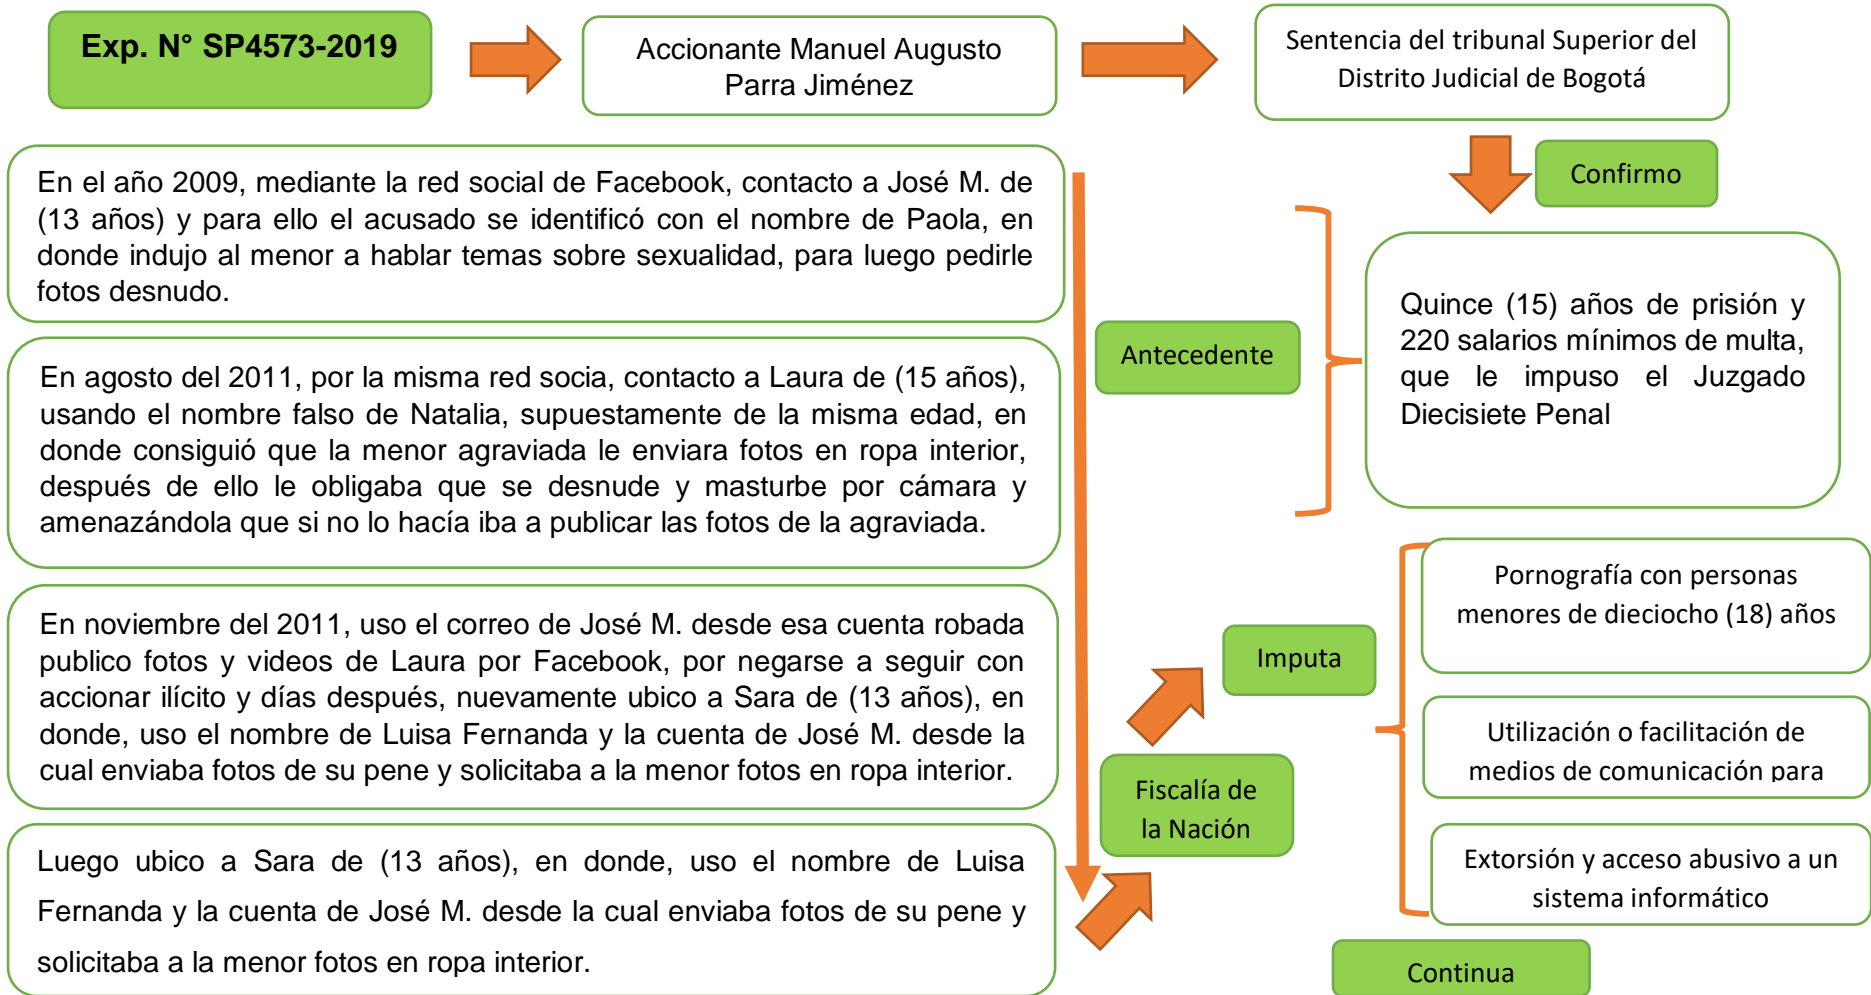 Exp. N° SP4573-2019
Accionante Manuel Augusto
Parra Jiménez
Sentencia del tribunal Superior del
Distrito Judicial de Bogotá
Confirmo
En el año 2009, mediante la red social de Facebook, contacto a José M. de
(13 años) y para ello el acusado se identificó con el nombre de Paola, en
donde indujo al menor a hablar temas sobre sexualidad, para luego pedirle
fotos desnudo.
En agosto del 2011, por la misma red socia, contacto a Laura de (15 años),
usando el nombre falso de Natalia, supuestamente de la misma edad, en
donde consiguió que la menor agraviada le enviara fotos en ropa interior,
después de ello le obligaba que se desnude y masturbe por cámara y
amenazándola que si no lo hacía iba a publicar las fotos de la agraviada.
En noviembre del 2011, uso el correo de José M. desde esa cuenta robada
publico fotos y videos de Laura por Facebook, por negarse a seguir con
accionar ilícito y días después, nuevamente ubico a Sara de (13 años), en
donde, uso el nombre de Luisa Fernanda y la cuenta de José M. desde la
cual enviaba fotos de su pene y solicitaba a la menor fotos en ropa interior.
Luego ubico a Sara de (13 años), en donde, uso el nombre de Luisa
Fernanda y la cuenta de José M. desde la cual enviaba fotos de su pene y
solicitaba a la menor fotos en ropa interior.
Antecedente
Quince (15) años de prisión y
220 salarios mínimos de multa,
que le impuso el Juzgado
Diecisiete Penal
Fiscalía de
la Nación
Imputa
Pornografía con personas
menores de dieciocho (18) años
Utilización o facilitación de
medios de comunicación para
Extorsión y acceso abusivo a un
sistema informático
Continua